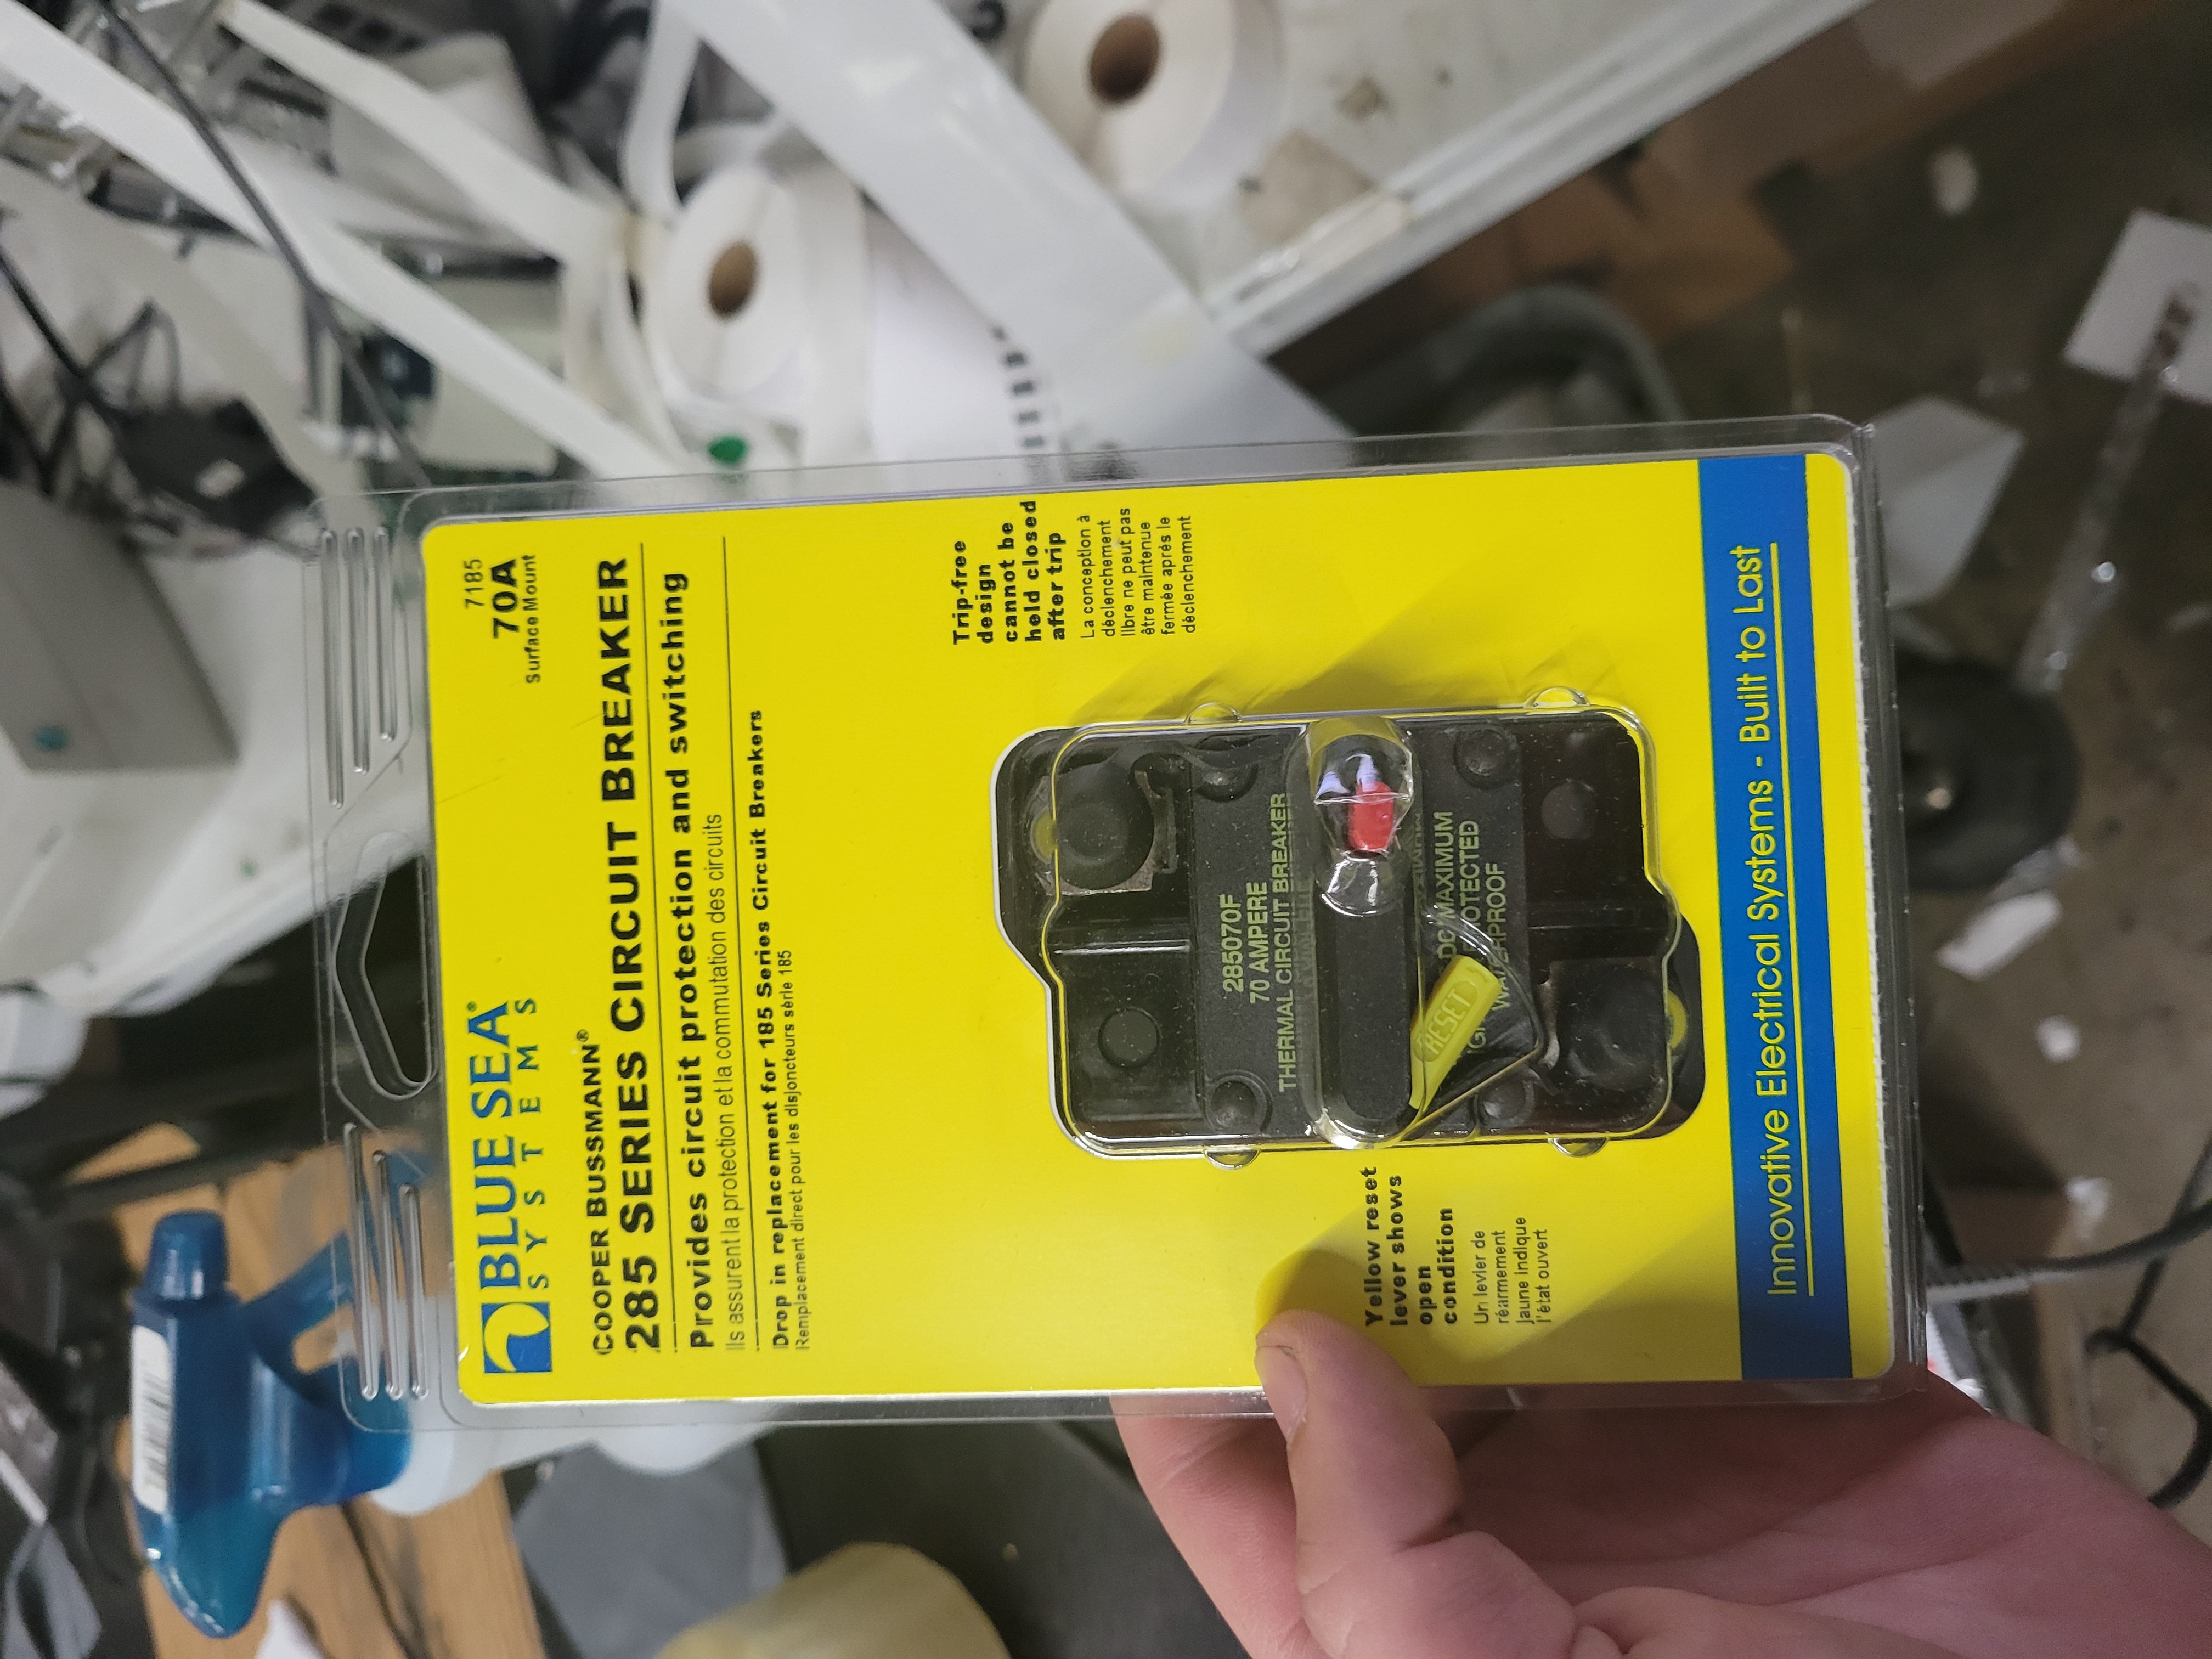 BLUE SEA®
SYSTEMS
7185
70A
Surface Mount
COOPER BUSSMANN®
285 SERIES CIRCUIT BREAKER
Provides circuit protection and switching
Ils assurent la protection et la commutation des circuits
Drop in replacement for 185 Series Circuit Breakers
Remplacement direct pour les disjoncteurs série 185
Trip-free
design
cannot be
held closed
after trip
La conception à
déclenchement
libre ne peut pas
être maintenue
fermée après le
déclenchement
285070F
70 AMPERE
THERMAL CIRCUIT BREAKER
DC MAXIMUM
WATERPROOF
RESET
Yellow reset
lever shows
open
condition
Un levier de
réarmement
jaune indique
l'état ouvert
Innovative Electrical Systems - Built to Last